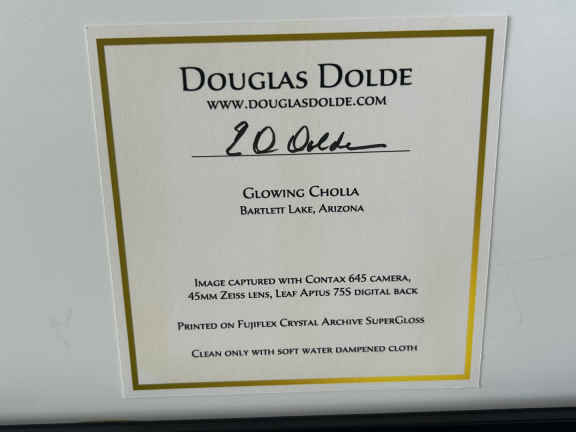 DOUGLAS DOLDE
WWW.DOUGLASDOLDE.COM
E D Dolde
GLOWING CHOLLA
BARTLETT LAKE, ARIZONA
IMAGE CAPTURED WITH CONTAX 645 CAMERA,
45MM ZEISS LENS, LEAF APTUS 75S DIGITAL BACK
PRINTED ON FUJIFLEX CRYSTAL ARCHIVE SUPERGLOSS
CLEAN ONLY WITH SOFT WATER DAMPENED CLOTH